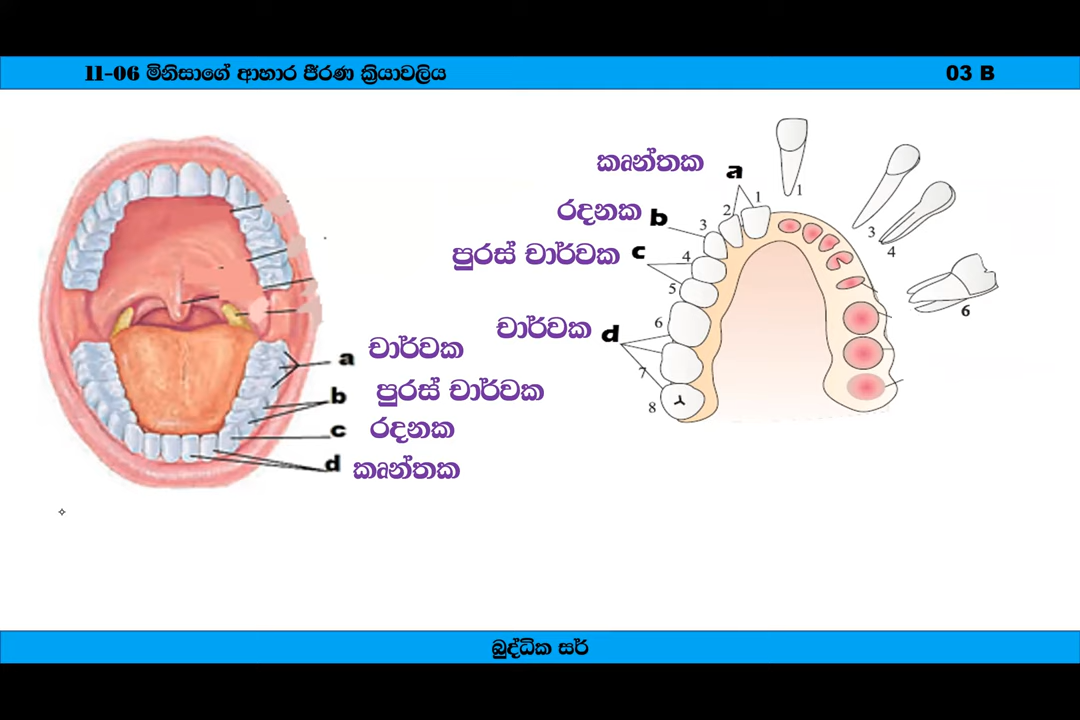 11-06 මිනිසාගේ ආහාර ජීරණ ක්‍රියාවලිය
03 B
a චාර්වක
b පුරස් චාර්වක
c රදනක
d කෘන්තක
කෘන්තක a
රදනක b
පුරස් චාර්වක c
චාර්වක d
1
2
3
4
5
6
7
8
1
3
4
6
බුද්ධික සර්